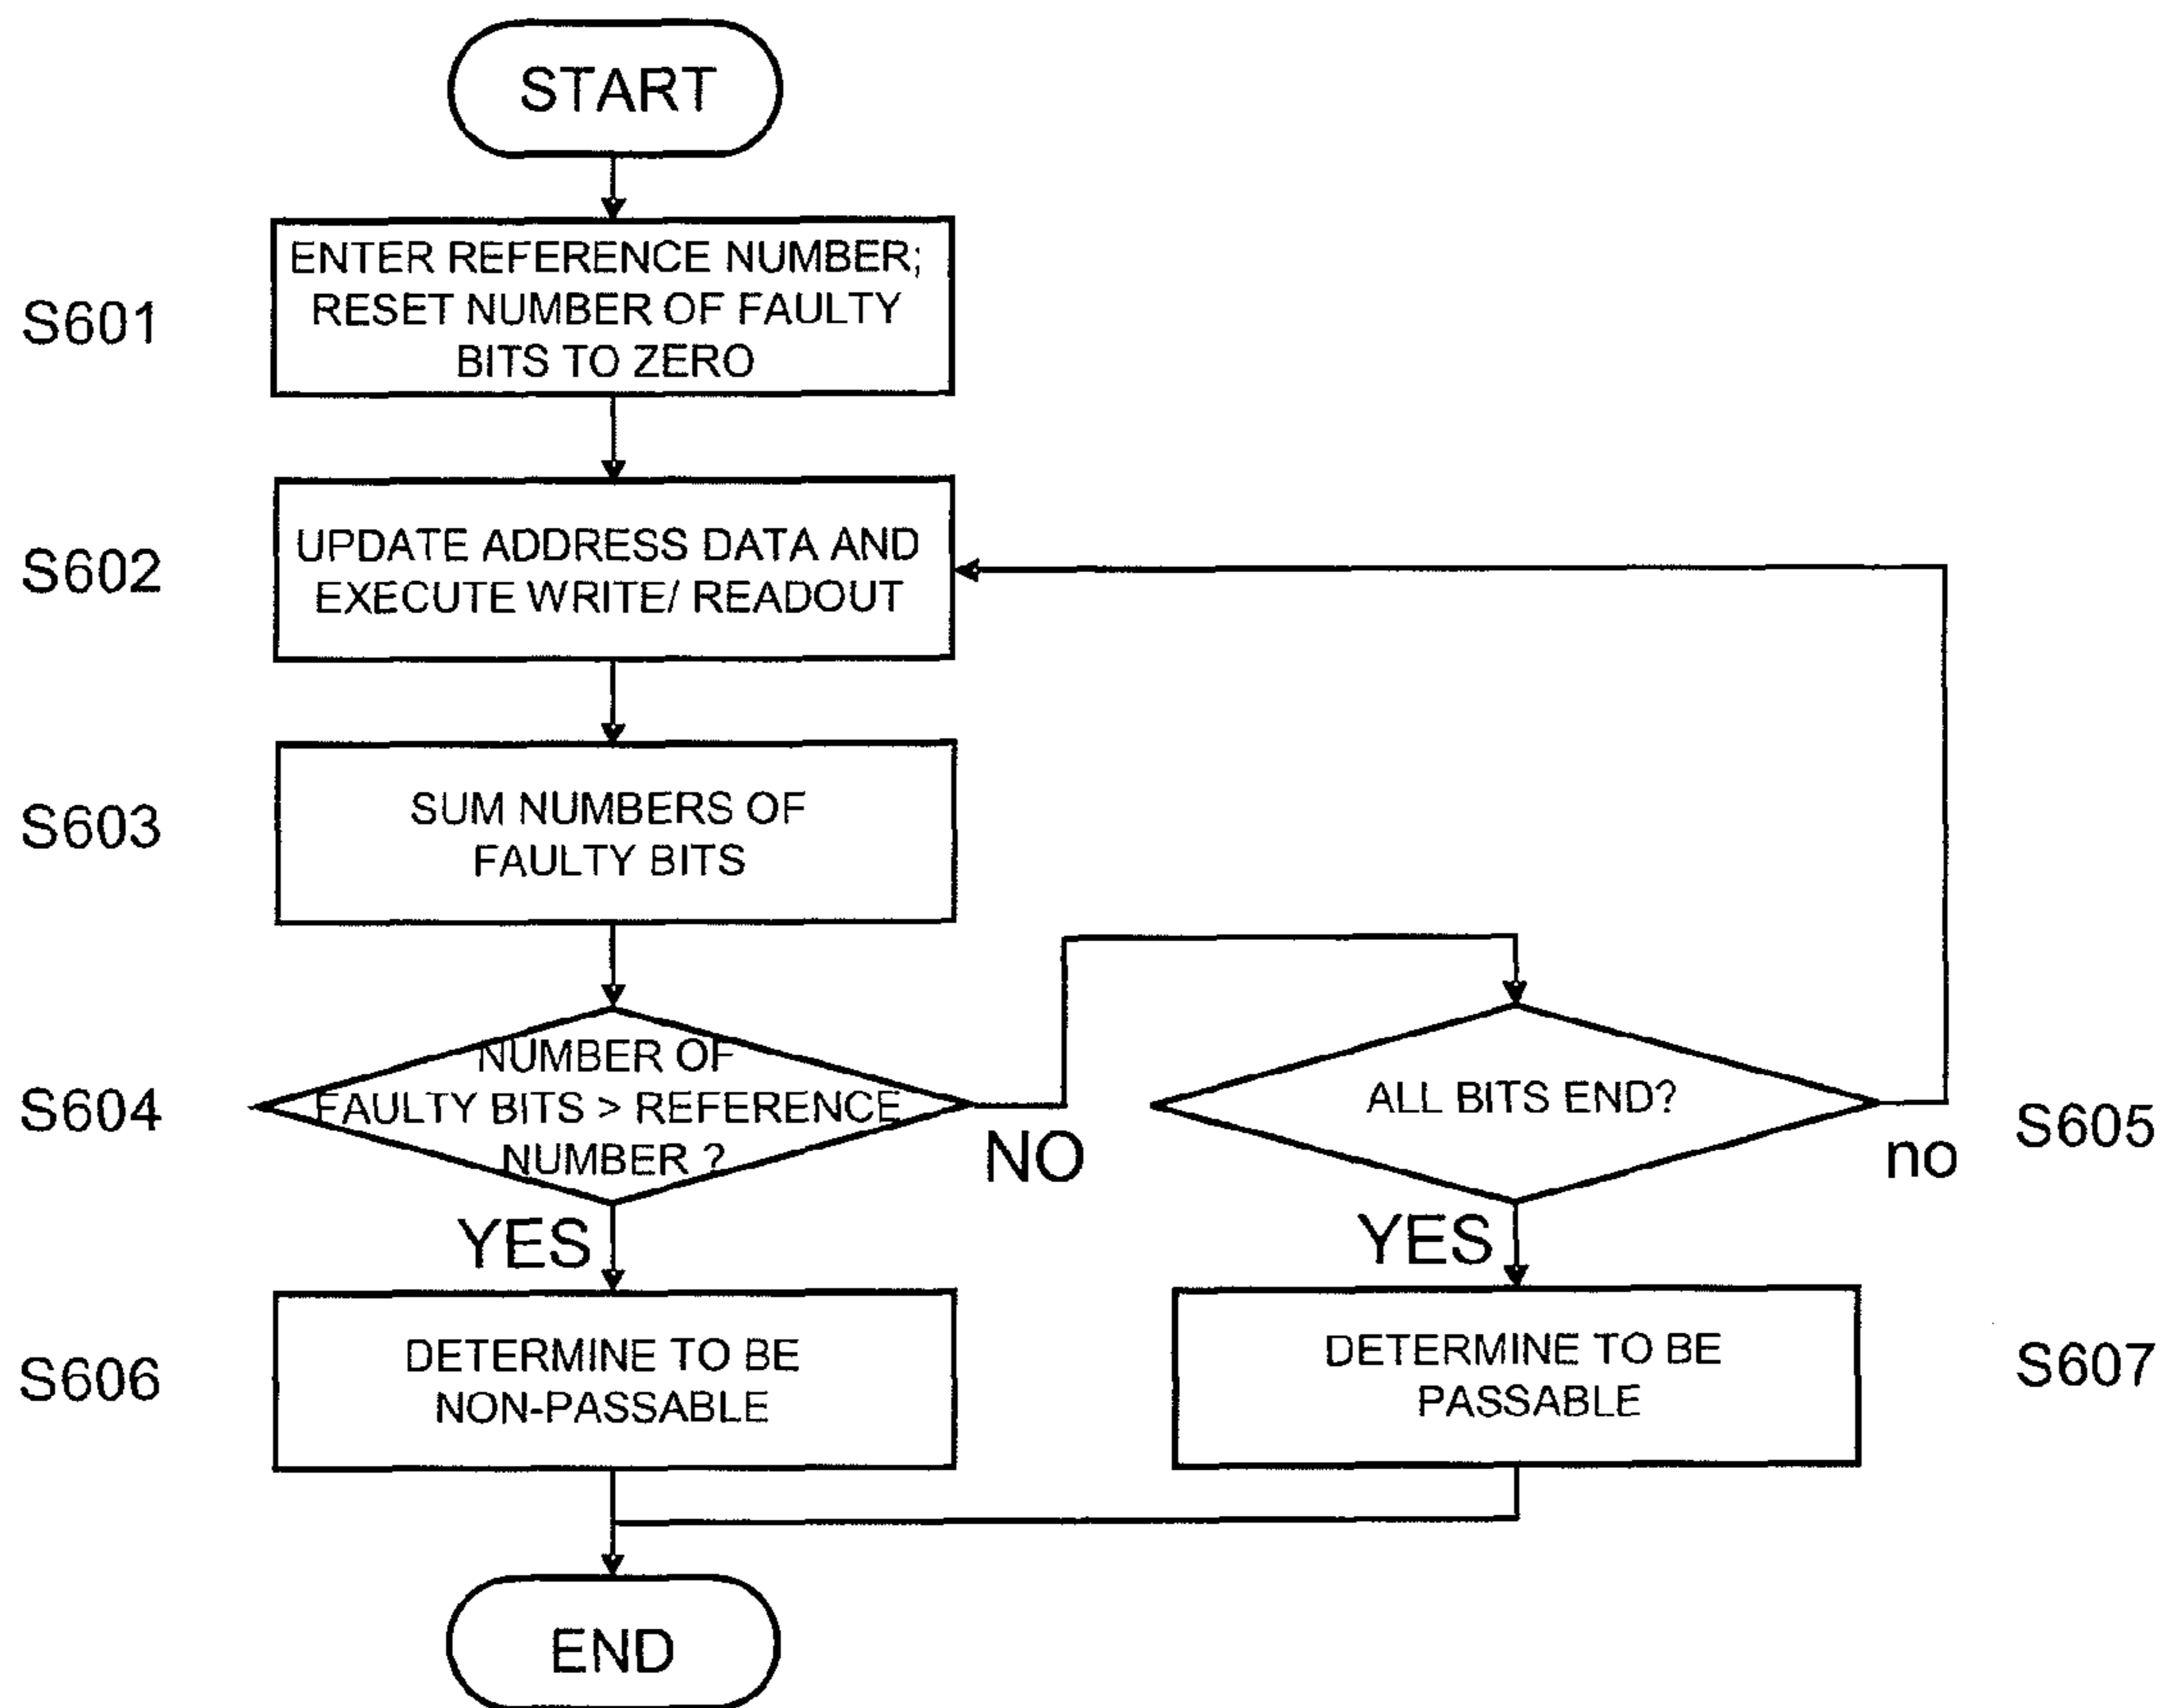 START
S601
ENTER REFERENCE NUMBER;
RESET NUMBER OF FAULTY
BITS TO ZERO
S602
UPDATE ADDRESS DATA AND
EXECUTE WRITE/ READOUT
S603
SUM NUMBERS OF
FAULTY BITS
S604
NUMBER OF
FAULTY BITS > REFERENCE
NUMBER ?
NO
YES
ALL BITS END?
S605
no
YES
S606
DETERMINE TO BE
NON-PASSABLE
DETERMINE TO BE
PASSABLE
S607
END